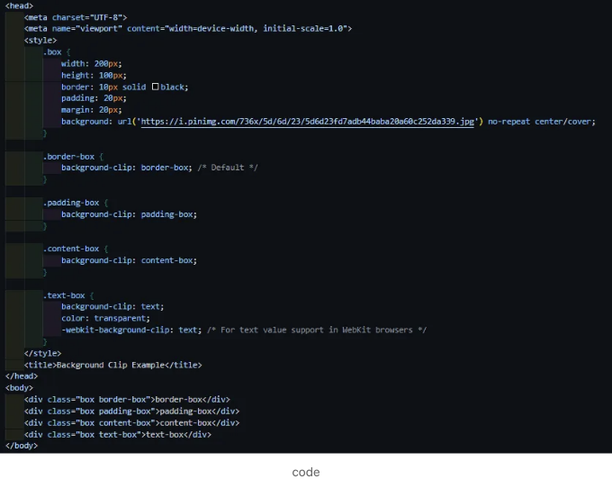 <head>
<meta charset="UTF-8">
<meta name="viewport" content="width=device-width, initial-scale=1.0">
<style>
.box {
width: 200px;
height: 100px;
border: 10px solid black;
padding: 20px;
margin: 20px;
background: url('https://i.pinimg.com/736x/5d/6d/23/5d6d23fd7adb44baba20a60c252da339.jpg') no-repeat center/cover;
}
.border-box {
background-clip: border-box; /* Default */
}
.padding-box {
background-clip: padding-box;
}
.content-box {
background-clip: content-box;
}
.text-box {
background-clip: text;
color: transparent;
-webkit-background-clip: text; /* For text value support in WebKit browsers */
}
</style>
<title>Background Clip Example</title>
</head>
<body>
<div class="box border-box">border-box</div>
<div class="box padding-box">padding-box</div>
<div class="box content-box">content-box</div>
<div class="box text-box">text-box</div>
</body>
code